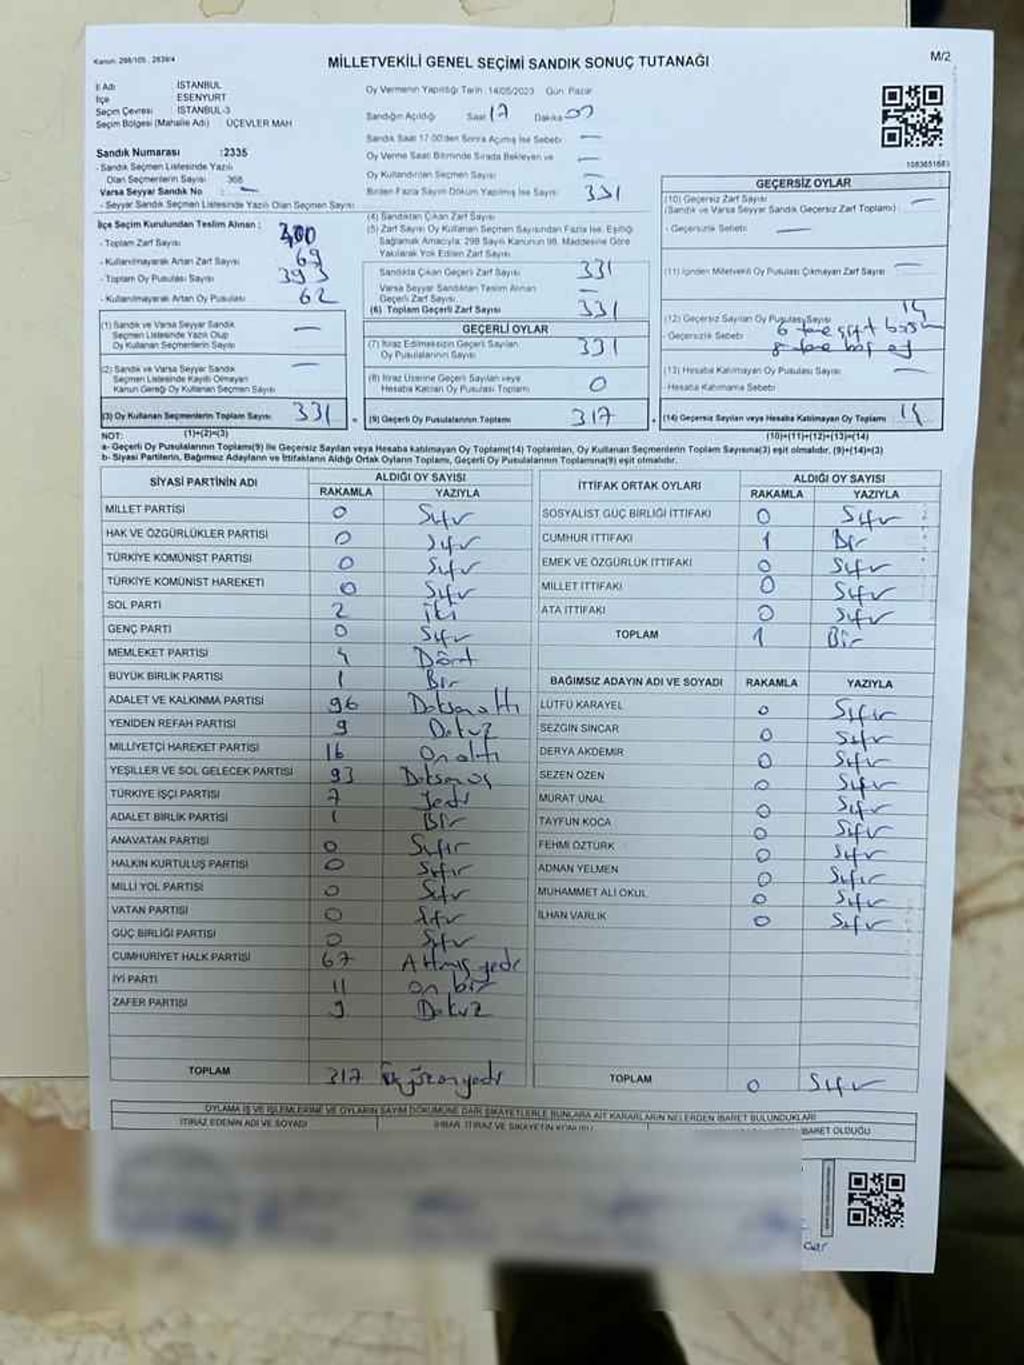 Kanun: 298/105, 2839/4
MİLLETVEKİLİ GENEL SEÇİMİ SANDIK SONUÇ TUTANAĞI
M/2
İl Adı İSTANBUL
İlçe ESENYURT
Seçim Çevresi : İSTANBUL-3
Seçim Bölgesi (Mahalle Adı) : ÜÇEVLER MAH
Sandık Numarası :2335
- Sandık Seçmen Listesinde Yazılı
Olan Seçmenlerin Sayısı 368
Varsa Seyyar Sandık No : —
- Seyyar Sandık Seçmen Listesinde Yazılı Olan Seçmen Sayısı
İlçe Seçim Kurulundan Teslim Alınan :
- Toplam Zarf Sayısı 400
- Kullanılmayarak Artan Zarf Sayısı 69
- Toplam Oy Pusulası Sayısı 393
- Kullanılmayarak Artan Oy Pusulası 62
(1) Sandık ve Varsa Seyyar Sandık
Seçmen Listesinde Yazılı Olup
Oy Kullanan Seçmenlerin Sayısı —
(2) Sandık ve Varsa Seyyar Sandık
Seçmen Listesinde Kayıtlı Olmayan
Kanun Gereği Oy Kullanan Seçmen Sayısı —
(3) Oy Kullanan Seçmenlerin Toplam Sayısı 331
(1)+(2)=(3)
Oy Vermenin Yapıldığı Tarih : 14/05/2023 Gün: Pazar
Sandığın Açıldığı Saat 17 Dakika 00
Sandık Saat 17:00'den Sonra Açılmış İse Sebebi —
Oy Verme Saati Bitiminde Sırada Bekleyen ve —
Oy Kullandırılan Seçmen Sayısı —
Birden Fazla Sayım Döküm Yapılmış İse Sayısı
(4) Sandıktan Çıkan Zarf Sayısı 331
(5) Zarf Sayısı Oy Kullanan Seçmen Sayısından Fazla İse, Eşitliği
Sağlamak Amacıyla; 298 Sayılı Kanunun 98. Maddesine Göre
Yakılarak Yok Edilen Zarf Sayısı
Sandıkta Çıkan Geçerli Zarf Sayısı 331
Varsa Seyyar Sandıktan Teslim Alınan
Geçerli Zarf Sayısı —
(6) Toplam Geçerli Zarf Sayısı 331
GEÇERLİ OYLAR
(7) İtiraz Edilmeksizin Geçerli Sayılan
Oy Pusulalarının Sayısı 331
(8) İtiraz Üzerine Geçerli Sayılan veya
Hesaba Katılan Oy Pusulası Toplamı 0
(9) Geçerli Oy Pusulalarının Toplamı 317
GEÇERSİZ OYLAR
(10) Geçersiz Zarf Sayısı —
(Sandık ve Varsa Seyyar Sandık Geçersiz Zarf Toplamı)
- Geçersizlik Sebebi —
(11) İçinden Milletvekili Oy Pusulası Çıkmayan Zarf Sayısı —
(12) Geçersiz Sayılan Oy Pusulası Sayısı 14
- Geçersizlik Sebebi 6 tane çift basım
8 tane boş oy
(13) Hesaba Katılmayan Oy Pusulası Sayısı —
- Hesaba Katılmama Sebebi
(14) Geçersiz Sayılan veya Hesaba Katılmayan Oy Toplamı 14
(10)+(11)+(12)+(13)=(14)
NOT:
a- Geçerli Oy Pusulalarının Toplamı(9) ile Geçersiz Sayılan veya Hesaba katılmayan Oy Toplamı(14) Toplamları, Oy Kullanan Seçmenlerin Toplam Sayısına(3) eşit olmalıdır. (9)+(14)=(3)
b- Siyasi Partilerin, Bağımsız Adayların ve İttifakların Aldığı Oy Ortak Oyların Toplamı, Geçerli Oy Pusulalarının Toplamına(9) eşit olmalıdır.
SİYASİ PARTİNİN ADI ALDIĞI OY SAYISI
RAKAMLA YAZIYLA
MİLLET PARTİSİ 0 Sıfır
HAK VE ÖZGÜRLÜKLER PARTİSİ 0 Sıfır
TÜRKİYE KOMÜNİST PARTİSİ 0 Sıfır
TÜRKİYE KOMÜNİST HAREKETİ 0 Sıfır
SOL PARTİ 2 İki
GENÇ PARTİ 0 Sıfır
MEMLEKET PARTİSİ 4 Dört
BÜYÜK BİRLİK PARTİSİ 1 Bir
ADALET VE KALKINMA PARTİSİ 96 Doksanaltı
YENİDEN REFAH PARTİSİ 9 Dokuz
MİLLİYETÇİ HAREKET PARTİSİ 16 Onaltı
YEŞİLLER VE SOL GELECEK PARTİSİ 93 Doksanüç
TÜRKİYE İŞÇİ PARTİSİ 7 Yedi
ADALET BİRLİK PARTİSİ 1 Bir
ANAVATAN PARTİSİ 0 Sıfır
HALKIN KURTULUŞ PARTİSİ 0 Sıfır
MİLLİ YOL PARTİSİ 0 Sıfır
VATAN PARTİSİ 0 Sıfır
GÜÇ BİRLİĞİ PARTİSİ 0 Sıfır
CUMHURİYET HALK PARTİSİ 67 Altmış yedi
İYİ PARTİ 11 on bir
ZAFER PARTİSİ 9 Dokuz
TOPLAM 317 Üçyüzonyedi
İTTİFAK ORTAK OYLARI ALDIĞI OY SAYISI
RAKAMLA YAZIYLA
SOSYALİST GÜÇ BİRLİĞİ İTTİFAKI 0 Sıfır
CUMHUR İTTİFAKI 1 Bir
EMEK VE ÖZGÜRLÜK İTTİFAKI 0 Sıfır
MİLLET İTTİFAKI 0 Sıfır
ATA İTTİFAKI 0 Sıfır
TOPLAM 1 Bir
BAĞIMSIZ ADAYIN ADI VE SOYADI RAKAMLA YAZIYLA
LÜTFÜ KARAYEL 0 Sıfır
SEZGİN SİNCAR 0 Sıfır
DERYA AKDEMİR 0 Sıfır
SEZEN ÖZEN 0 Sıfır
MURAT ÜNAL 0 Sıfır
TAYFUN KOCA 0 Sıfır
FEHMİ ÖZTÜRK 0 Sıfır
ADNAN YELMEN 0 Sıfır
MUHAMMET ALİ OKUL 0 Sıfır
İLHAN VARLIK 0 Sıfır
TOPLAM 0 Sıfır
OYLAMA İŞ VE İŞLEMLERİNE VE OYLARIN SAYIM DÖKÜMÜNE DAİR ŞİKAYETLERLE BUNLARA AİT KARARLARIN NELERDEN İBARET BULUNDUKLARI
İTİRAZ EDENİN ADI VE SOYADI İHBAR, İTİRAZ VE ŞİKAYETİN KONUSU İBARET OLDUĞU